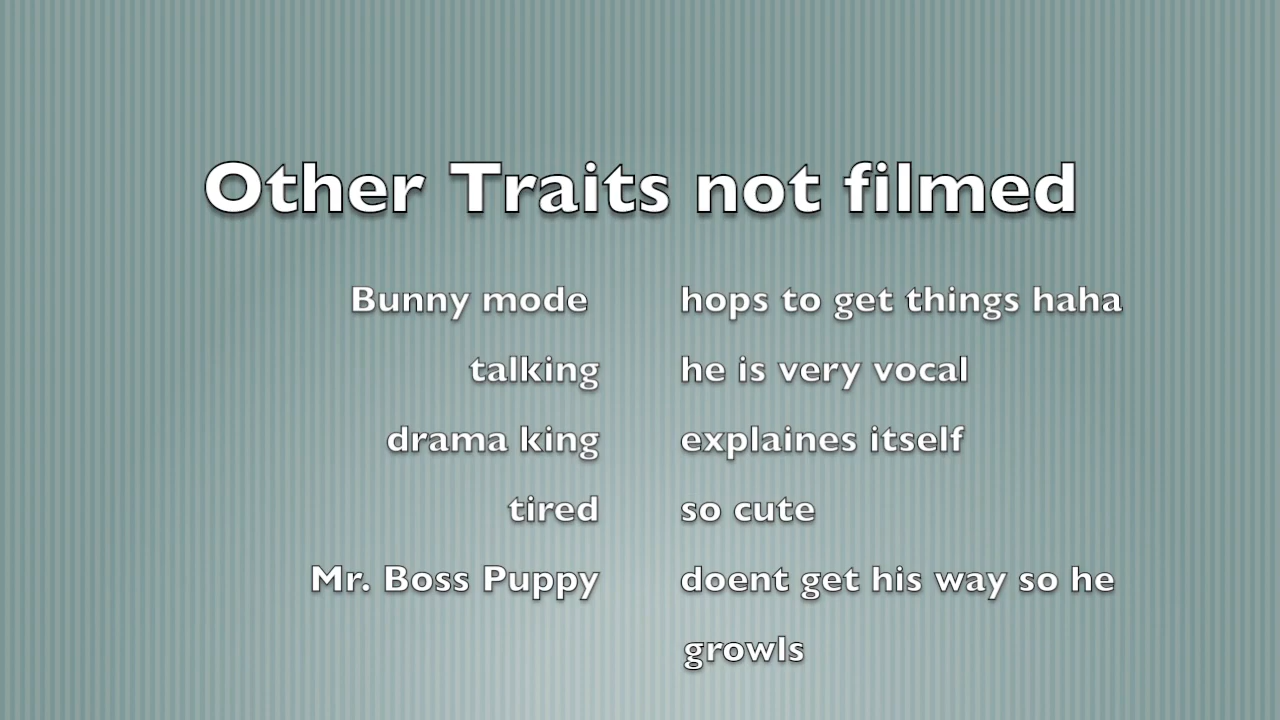 Other Traits not filmed
Bunny mode hops to get things haha
talking he is very vocal
drama king explaines itself
tired so cute
Mr. Boss Puppy doent get his way so he
growls